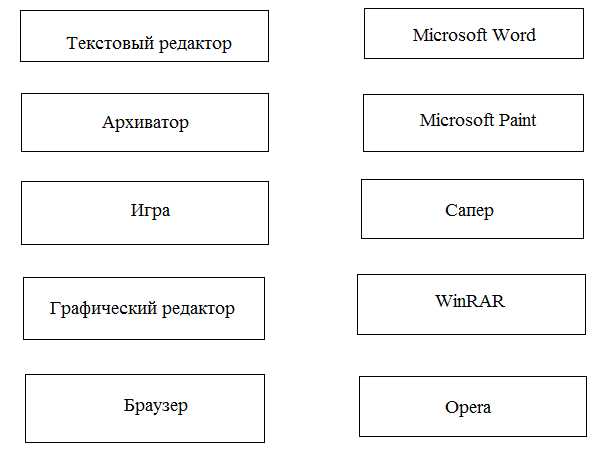 Текстовый редактор
Microsoft Word
Архиватор
Microsoft Paint
Игра
Сапер
Графический редактор
WinRAR
Браузер
Opera